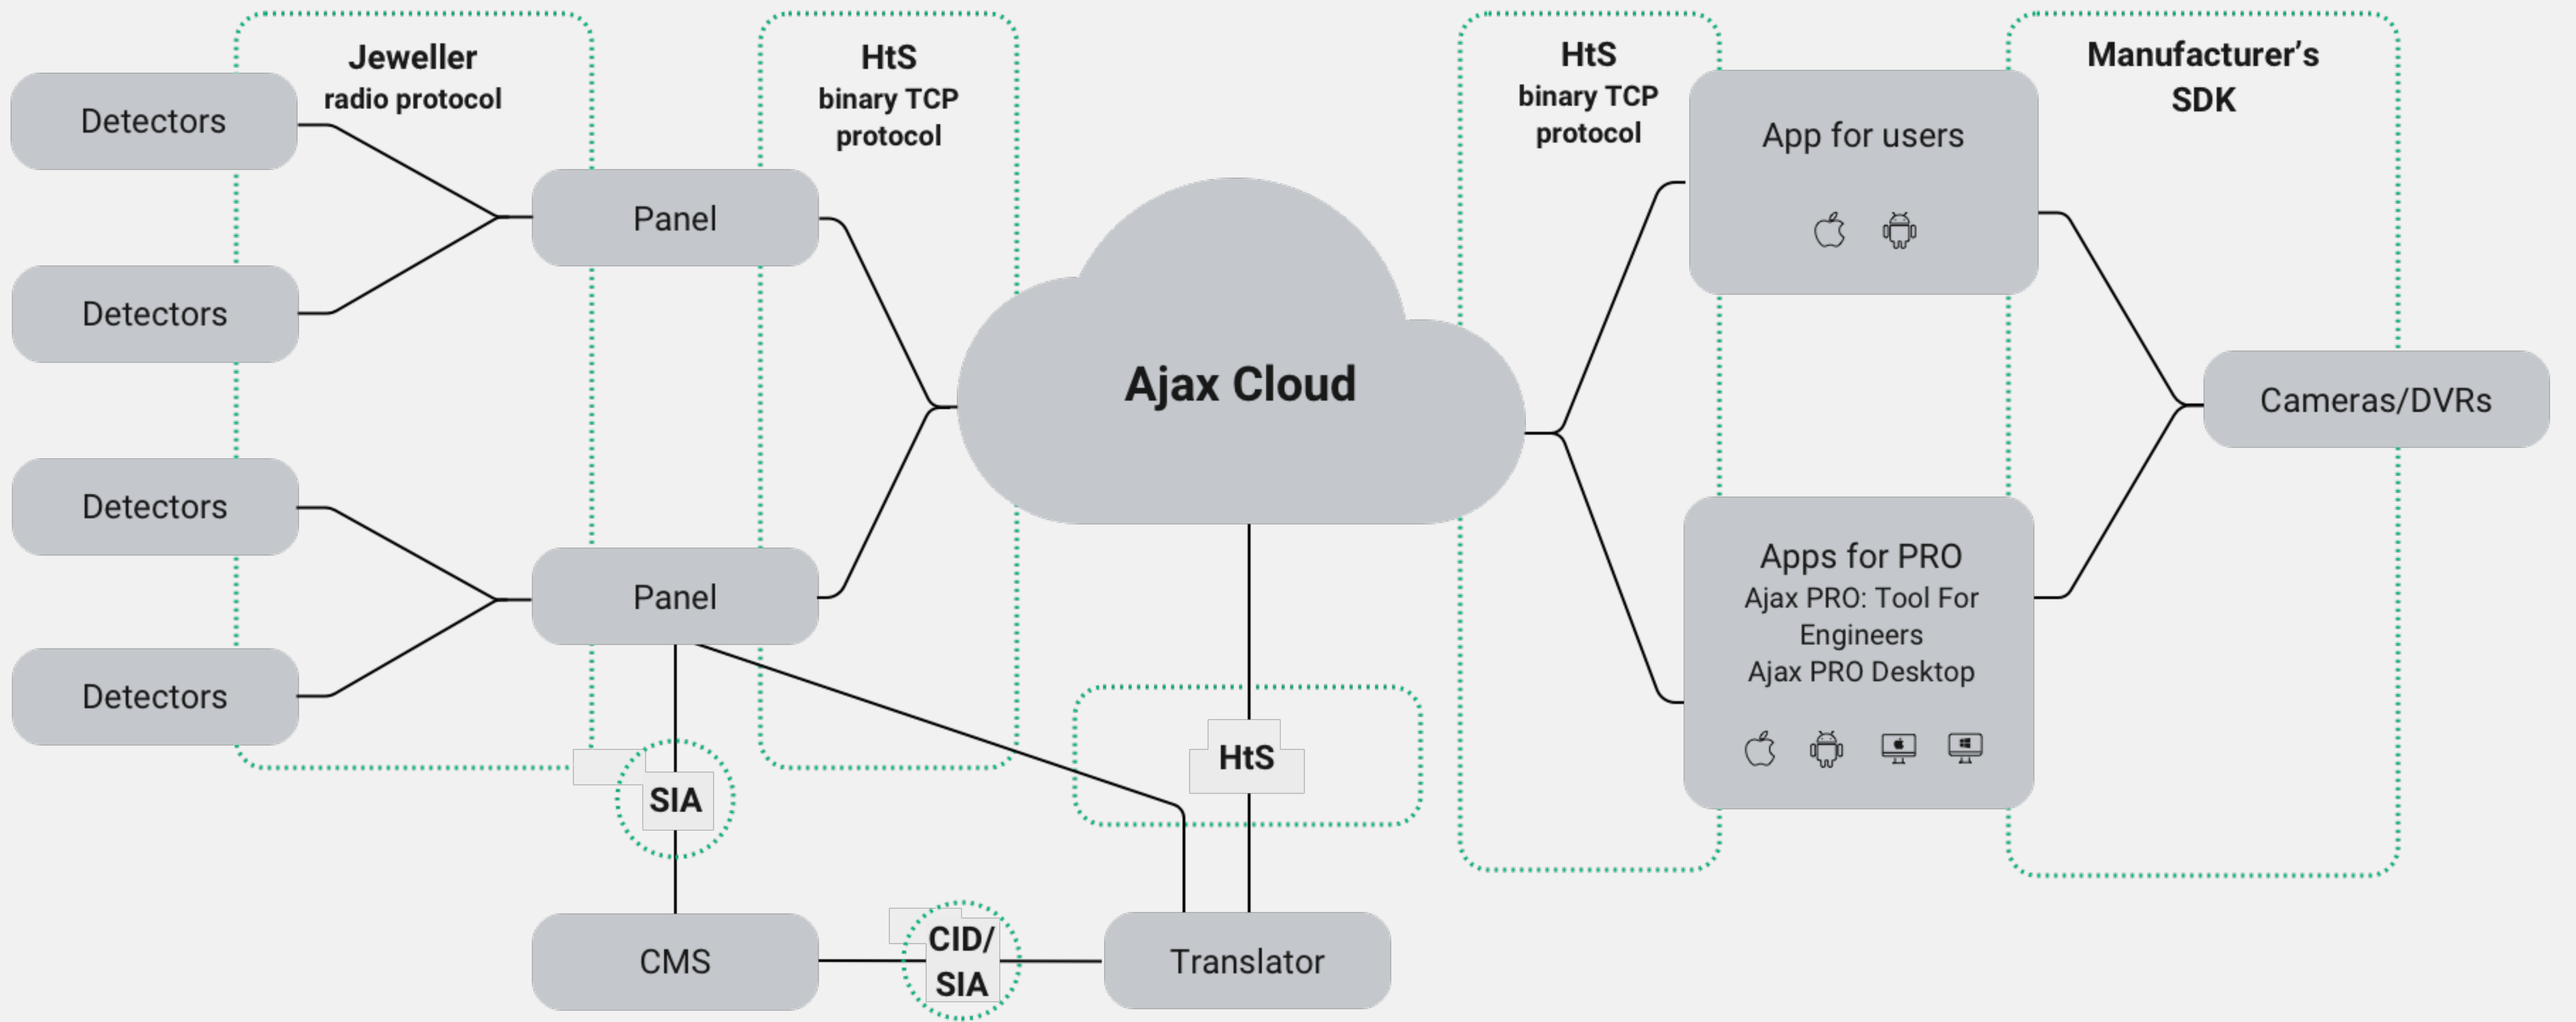 Jeweller
radio protocol
HtS
binary TCP
protocol
HtS
binary TCP
protocol
Manufacturer's
SDK
Detectors
Detectors
Detectors
Detectors
Panel
Panel
Ajax Cloud
App for users
Apps for PRO
Ajax PRO: Tool For
Engineers
Ajax PRO Desktop
Cameras/DVRs
HtS
SIA
CMS
CID/
SIA
Translator